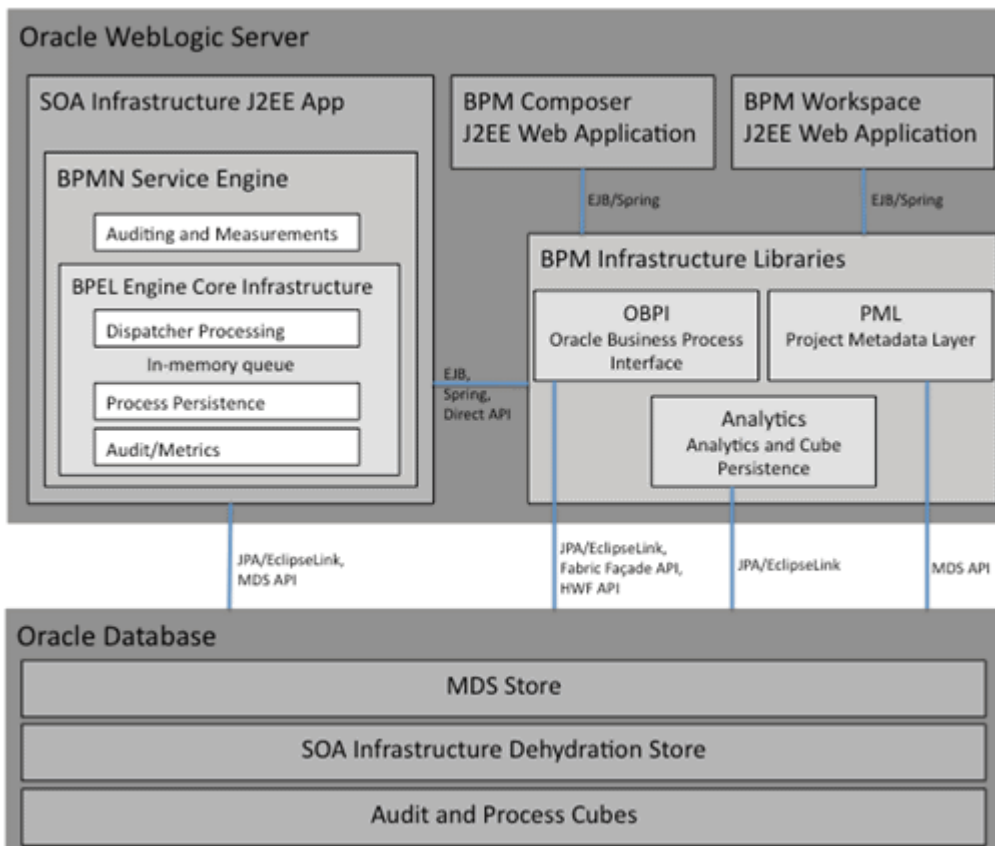 Oracle WebLogic Server
SOA Infrastructure J2EE App
BPMN Service Engine
Auditing and Measurements
BPEL Engine Core Infrastructure
Dispatcher Processing
In-memory queue
Process Persistence
Audit/Metrics
BPM Composer
J2EE Web Application
BPM Workspace
J2EE Web Application
EJB/Spring
EJB/Spring
BPM Infrastructure Libraries
OBPI
Oracle Business Process
Interface
PML
Project Metadata Layer
EJB,
Spring,
Direct API
Analytics
Analytics and Cube
Persistence
JPA/EclipseLink,
MDS API
JPA/EclipseLink,
Fabric Façade API,
HWF API
JPA/EclipseLink
MDS API
Oracle Database
MDS Store
SOA Infrastructure Dehydration Store
Audit and Process Cubes